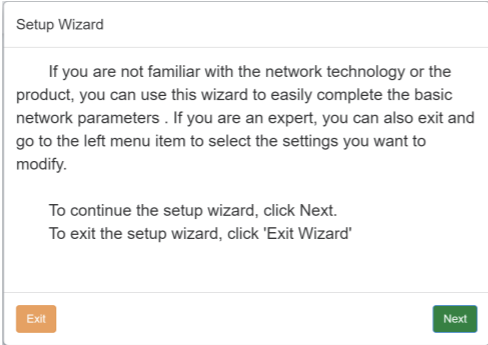 Setup Wizard
If you are not familiar with the network technology or the
product, you can use this wizard to easily complete the basic
network parameters . If you are an expert, you can also exit and
go to the left menu item to select the settings you want to
modify.
To continue the setup wizard, click Next.
To exit the setup wizard, click 'Exit Wizard'
Exit
Next